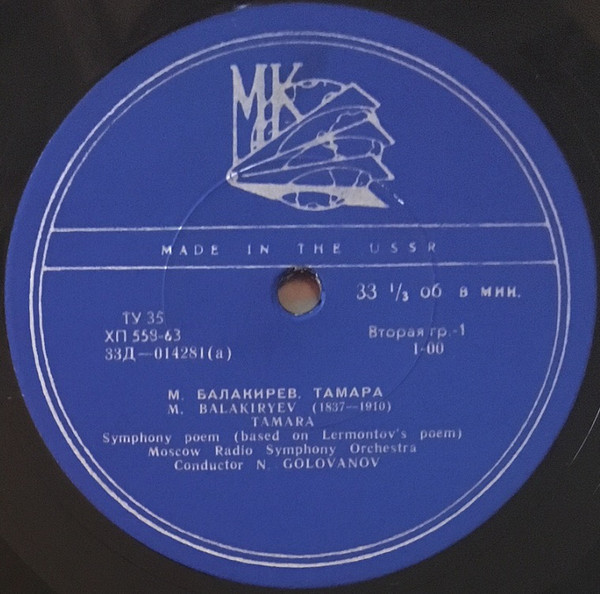 МК
MADE IN THE USSR
33 1/3 об в мин.
ТУ 35
ХП 558-63
33Д—014281(а)
Вторая гр.-1
1-00
М. БАЛАКИРЕВ. ТАМАРА
M. BALAKIRYEV (1837—1910)
TAMARA
Symphony poem (based on Lermontov's poem)
Moscow Radio Symphony Orchestra
Conductor N. GOLOVANOV